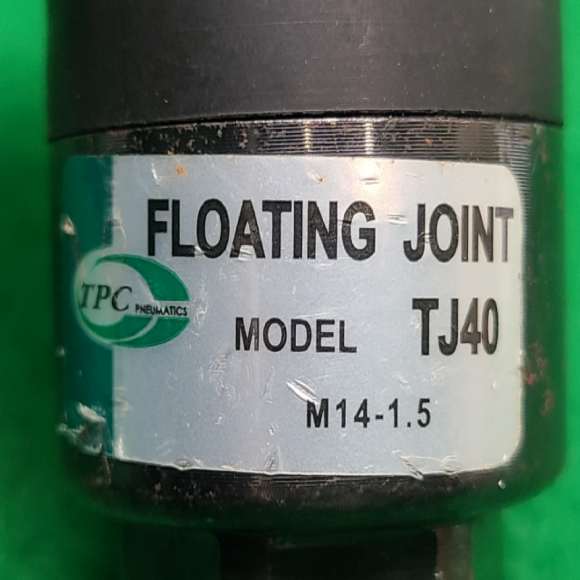 FLOATING JOINT
TPC
PNEUMATICS
MODEL TJ40
M14-1.5